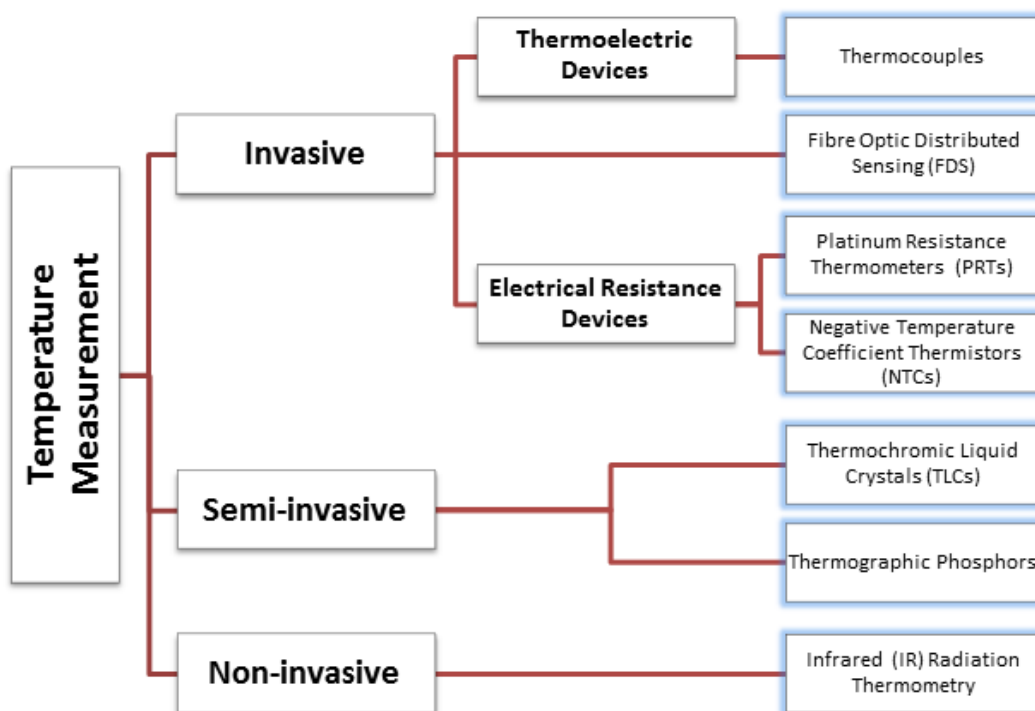 Temperature
Measurement
Invasive
Thermoelectric
Devices
Thermocouples
Fibre Optic Distributed
Sensing (FDS)
Electrical Resistance
Devices
Platinum Resistance
Thermometers (PRTs)
Negative Temperature
Coefficient Thermistors
(NTCs)
Semi-invasive
Thermochromic Liquid
Crystals (TLCs)
Thermographic Phosphors
Non-invasive
Infrared (IR) Radiation
Thermometry